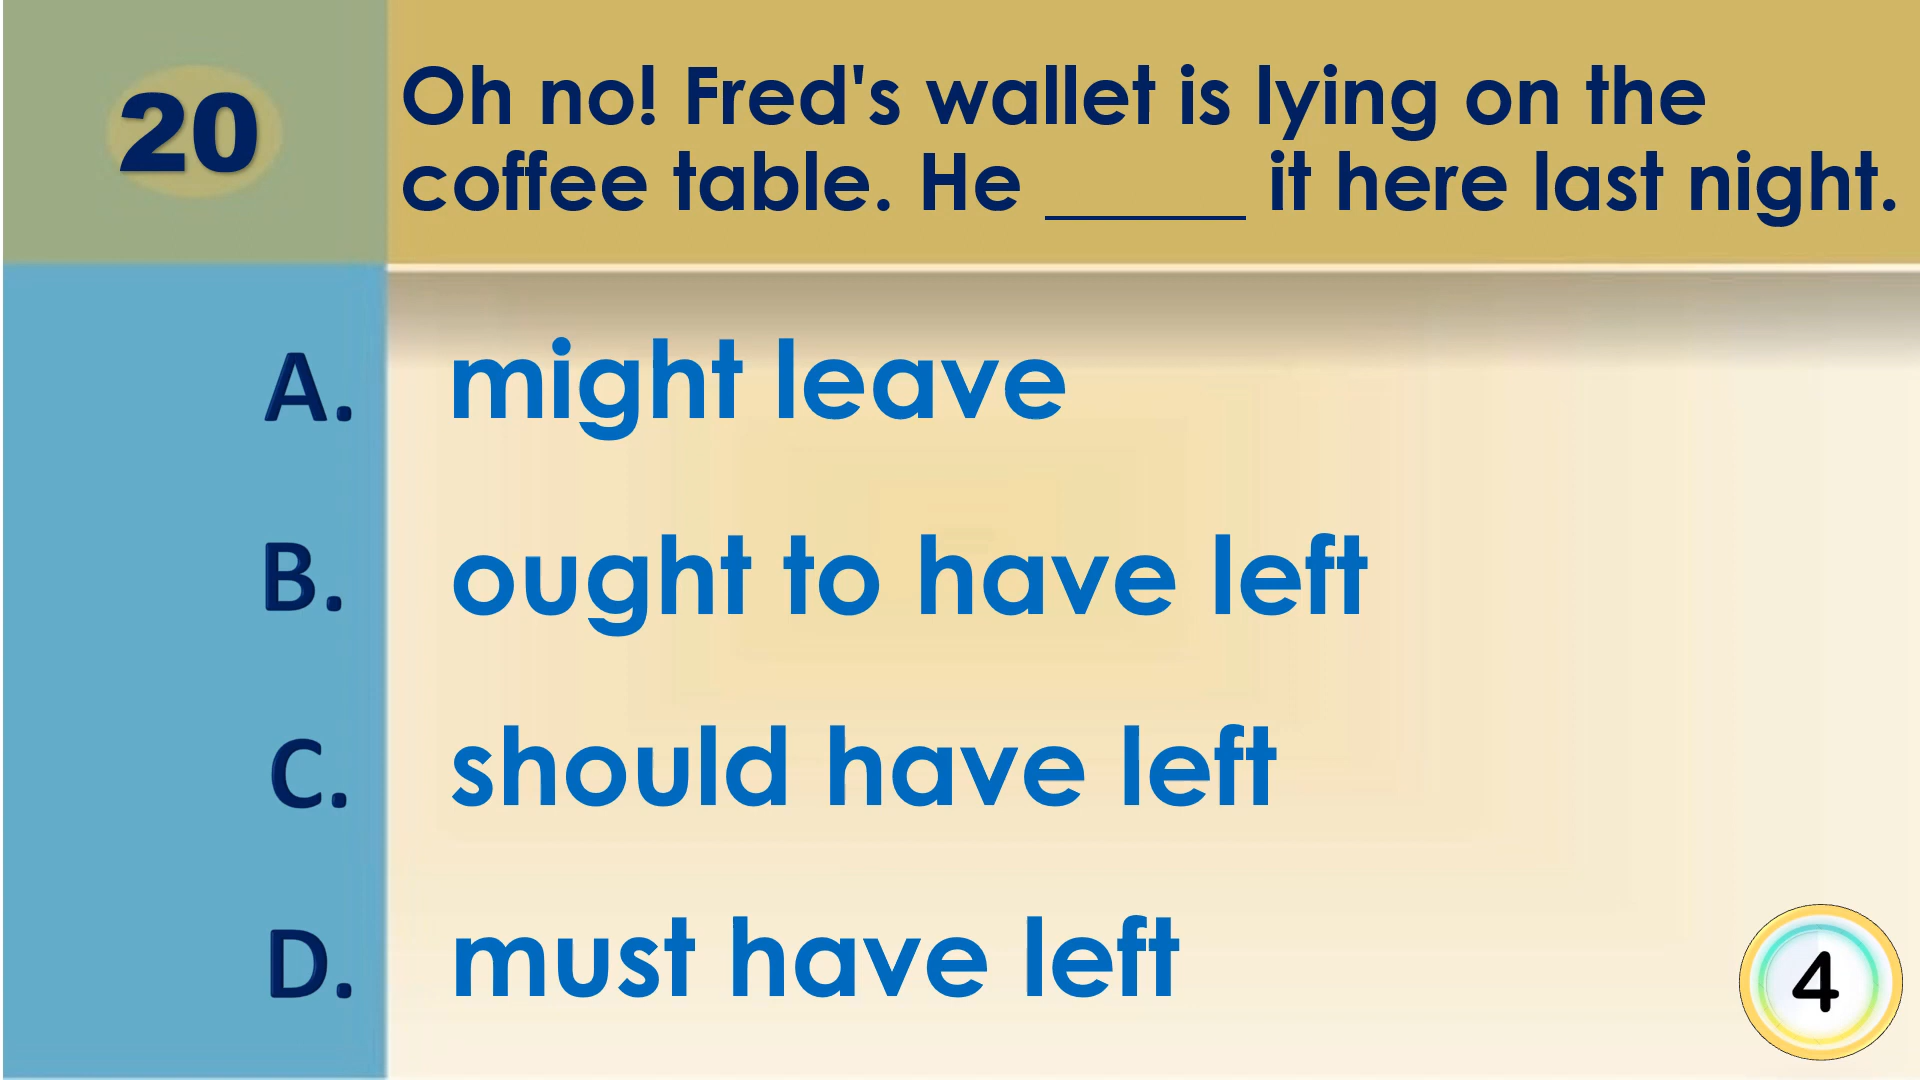 20
Oh no! Fred's wallet is lying on the
coffee table. He ______ it here last night.
A. might leave
B. ought to have left
C. should have left
D. must have left
4